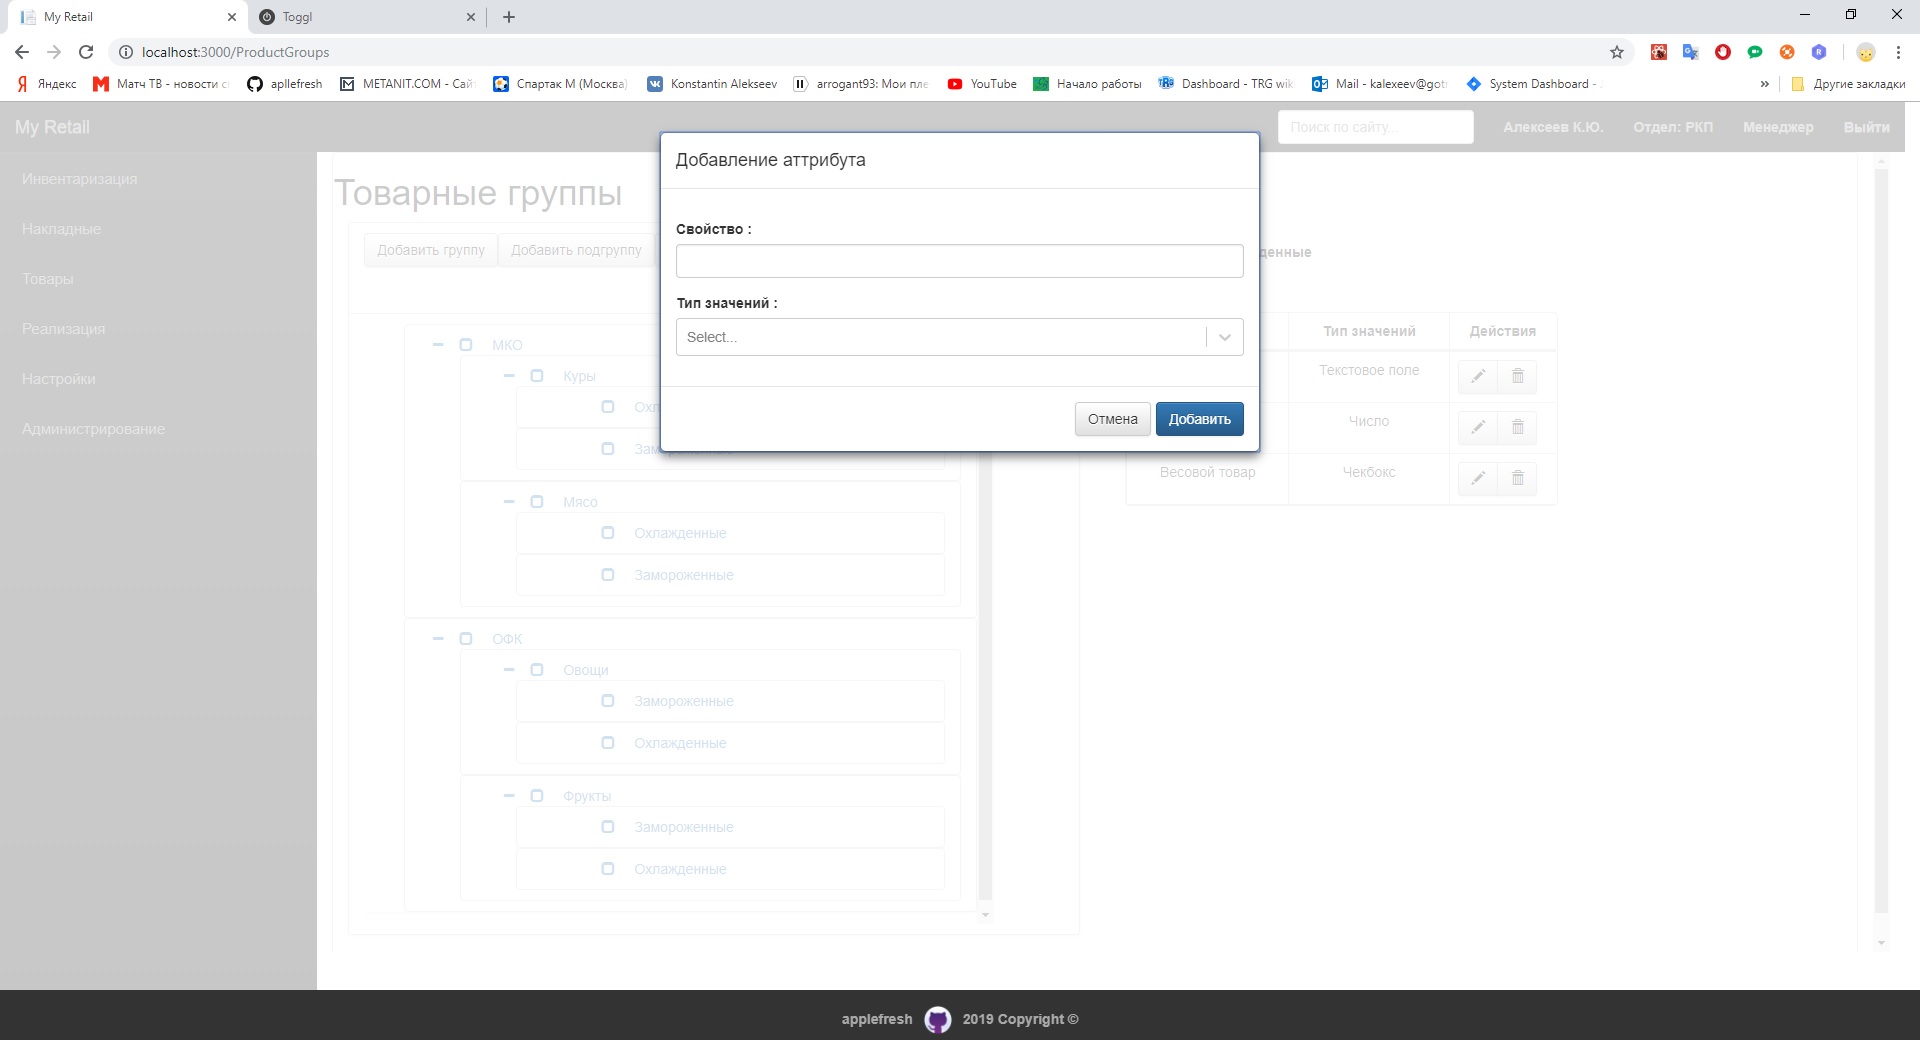 My Retail
Toggl
localhost:3000/ProductGroups
Яндекс
Матч ТВ - новости с
apllefresh
METANIT.COM - Сай
Спартак М (Москва)
Konstantin Alekseev
arrogant93: Мои пле
YouTube
Начало работы
Dashboard - TRG wik
Mail - kalexeev@got
System Dashboard -
»
Другие закладки
My Retail
Поиск по сайту...
Алексеев К.Ю.
Отдел: РКП
Менеджер
Выйти
Инвентаризация
Накладные
Товары
Реализация
Настройки
Администрирование
Товарные группы
Добавить группу
Добавить подгруппу
МКО
Куры
Охл
Замороженные
Мясо
Охлажденные
Замороженные
ОФК
Овощи
Замороженные
Охлажденные
Фрукты
Замороженные
Охлажденные
Добавление аттрибута
Свойство :
Тип значений :
Select...
Отмена
Добавить
денные
Тип значений
Действия
Текстовое поле
Число
Весовой товар
Чекбокс
applefresh
2019 Copyright ©